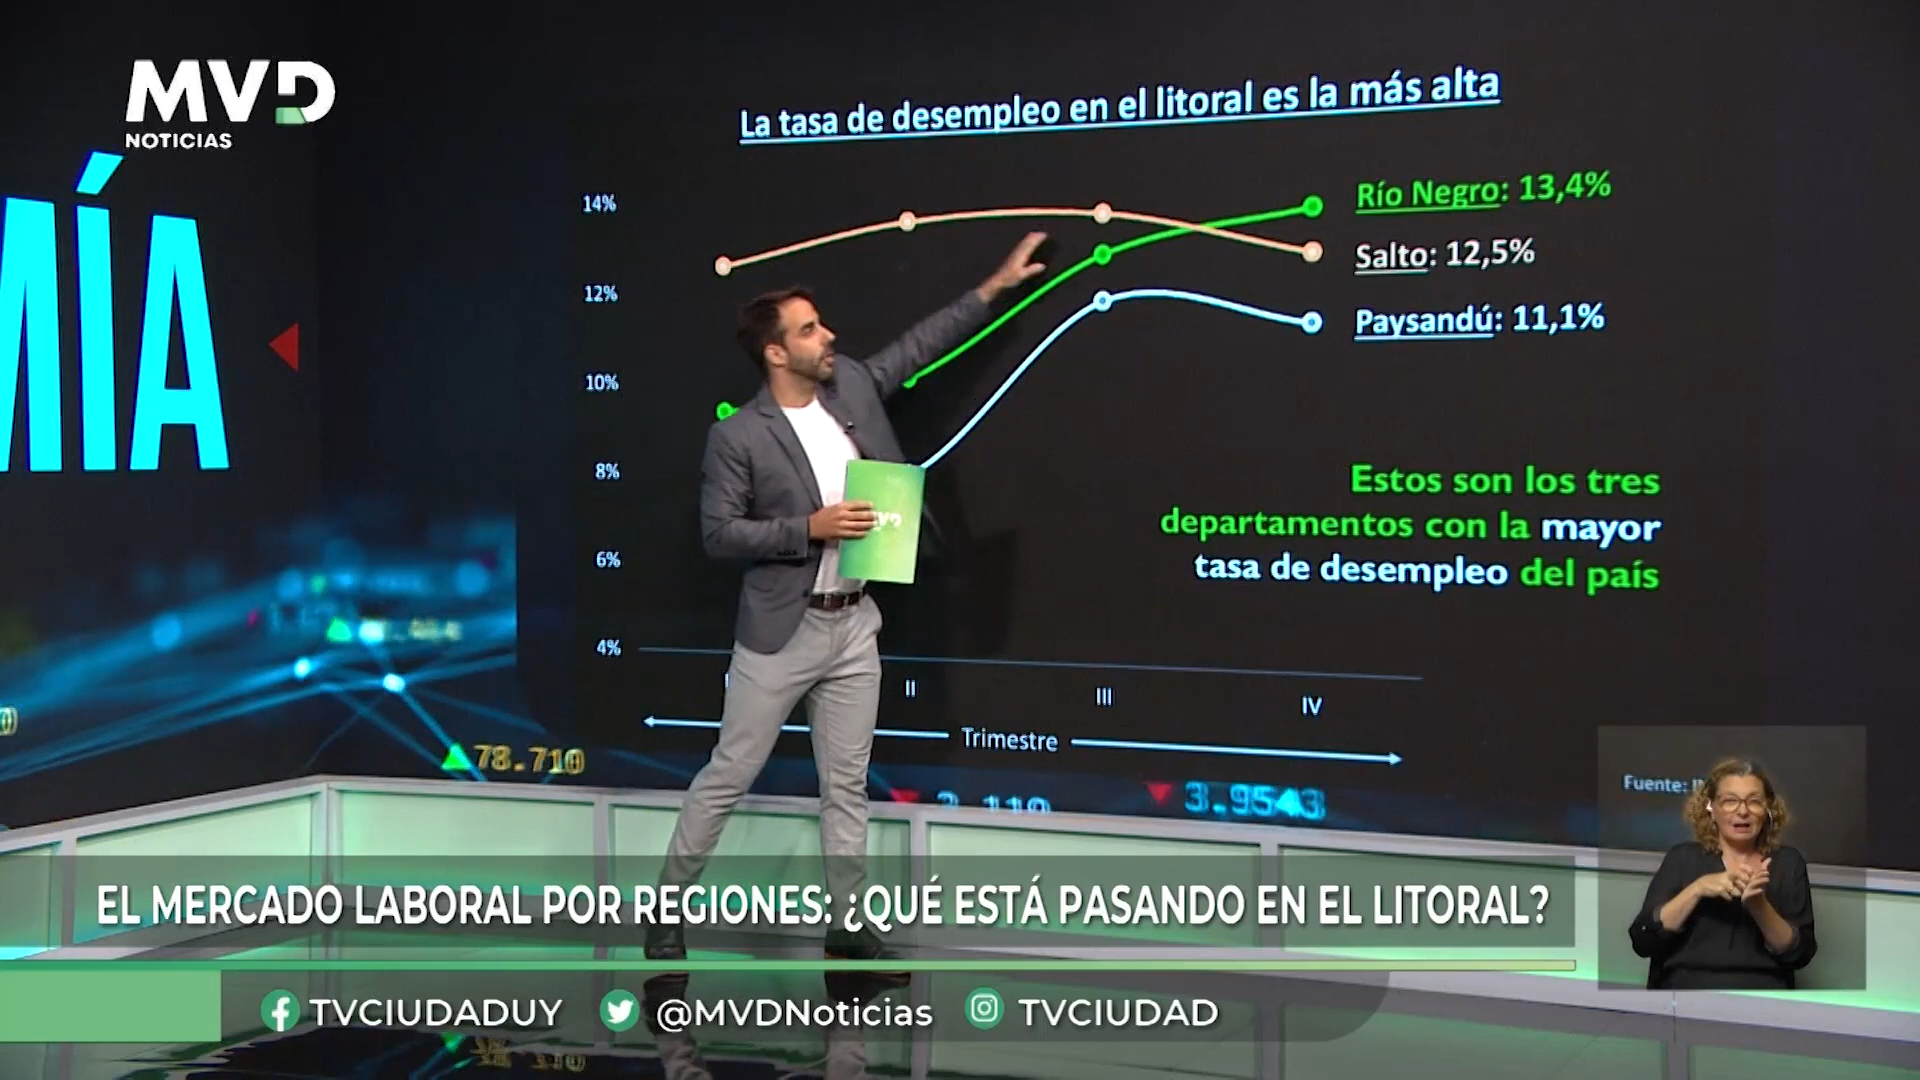 MVD
NOTICIAS
MÍA
La tasa de desempleo en el litoral es la más alta
14%
12%
10%
8%
6%
4%
Río Negro: 13,4%
Salto: 12,5%
Paysandú: 11,1%
Estos son los tres
departamentos con la mayor
tasa de desempleo del país
I
II
III
IV
Trimestre
78.710
3.110
3.9543
Fuente:
EL MERCADO LABORAL POR REGIONES: ¿QUÉ ESTÁ PASANDO EN EL LITORAL?
TVCIUDADUY
@MVDNoticias
TVCIUDAD